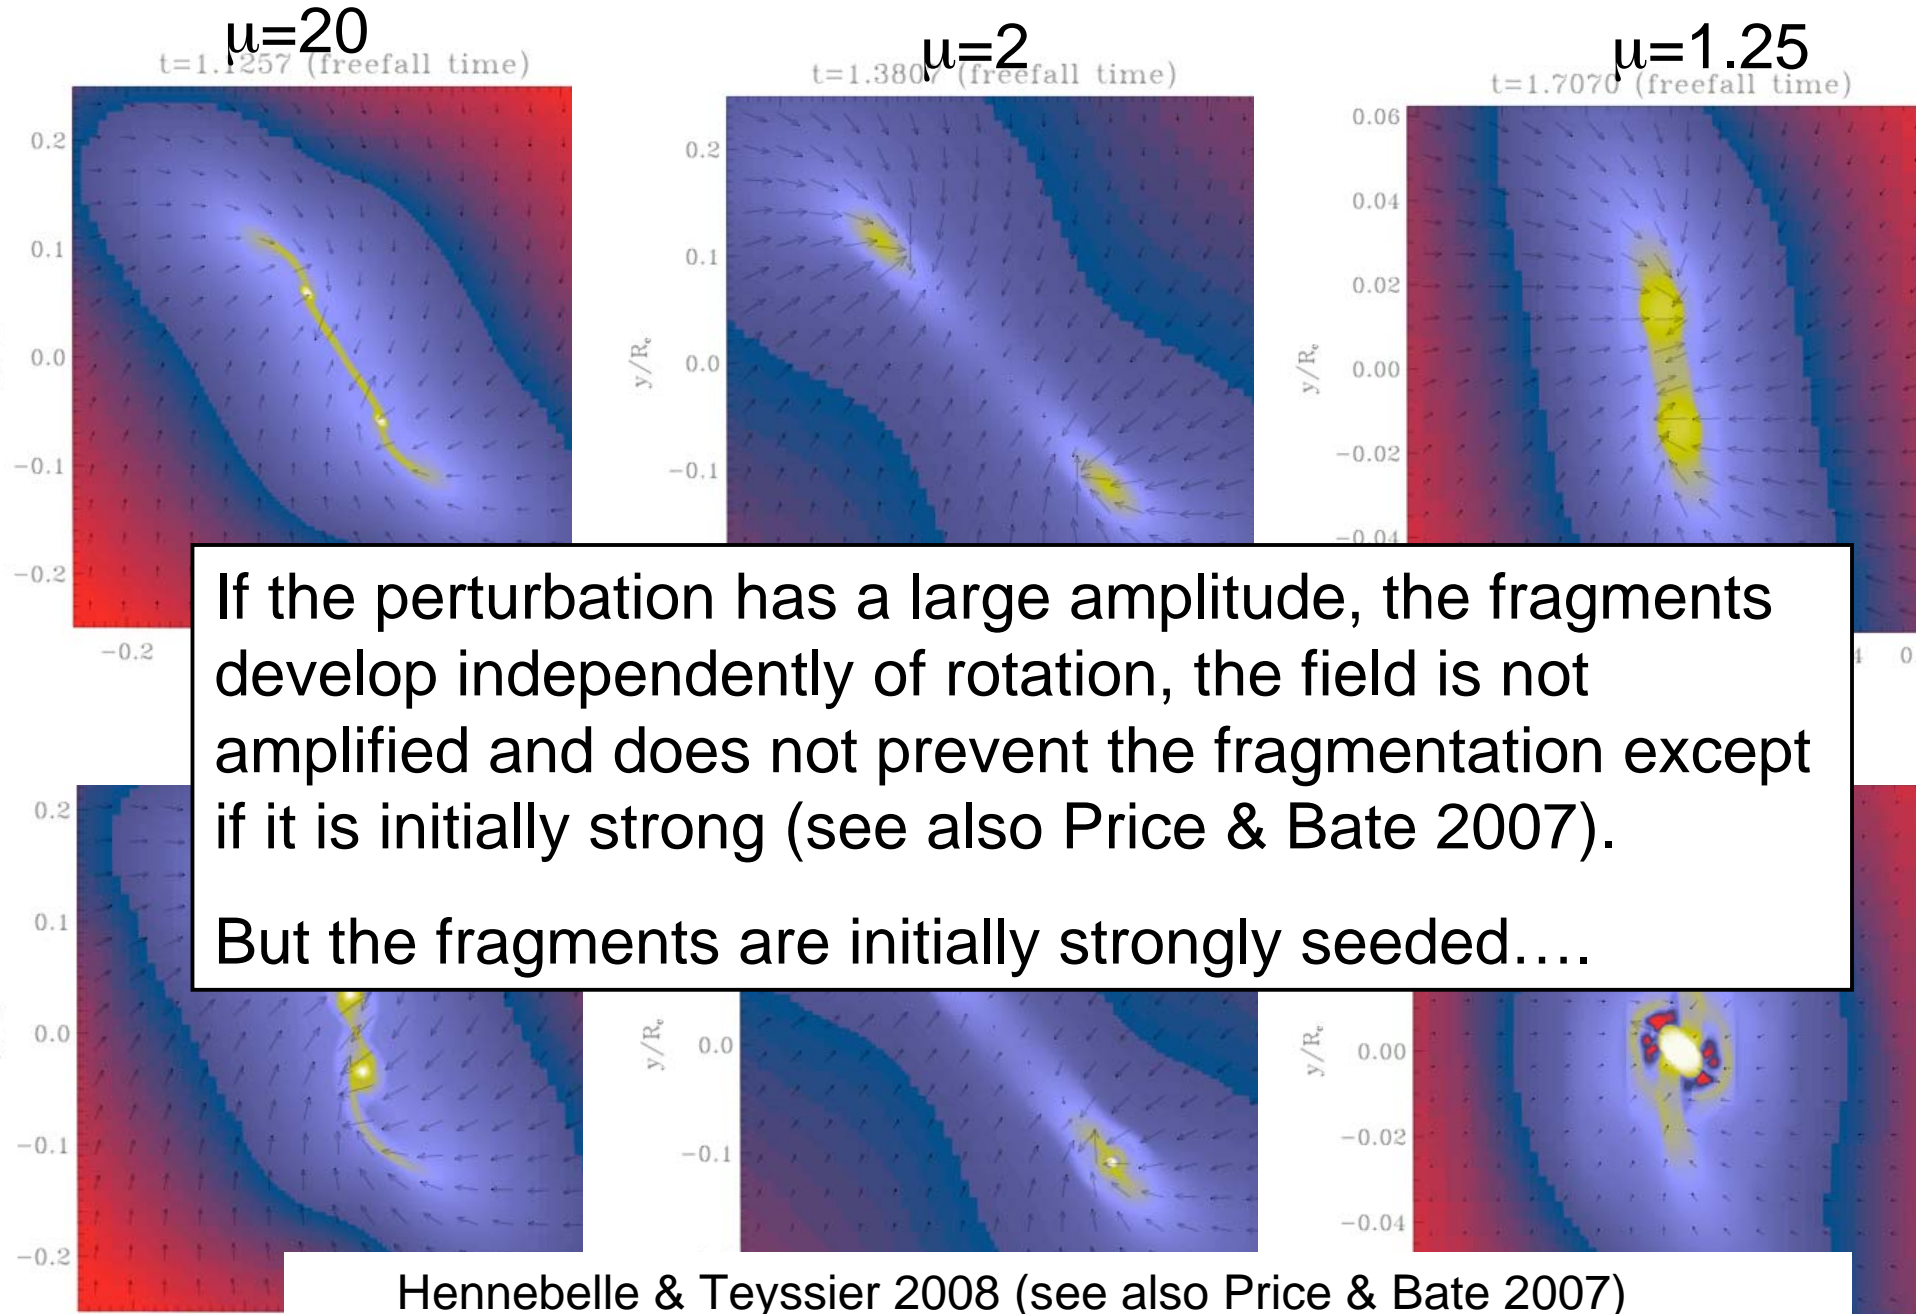 μ=20
μ=2
μ=1.25
t=1.1257 (freefall time)
t=1.3807 (freefall time)
t=1.7070 (freefall time)
0.2
0.1
0.0
−0.1
−0.2
−0.2
0.2
0.1
y/Rₑ
0.0
−0.1
0.06
0.04
0.02
y/Rₑ
0.00
−0.02
−0.04
If the perturbation has a large amplitude, the fragments
develop independently of rotation, the field is not
amplified and does not prevent the fragmentation except
if it is initially strong (see also Price & Bate 2007).
But the fragments are initially strongly seeded….
0.2
0.1
0.0
−0.1
−0.2
y/Rₑ
0.0
−0.1
y/Rₑ
0.00
−0.02
−0.04
Hennebelle & Teyssier 2008 (see also Price & Bate 2007)